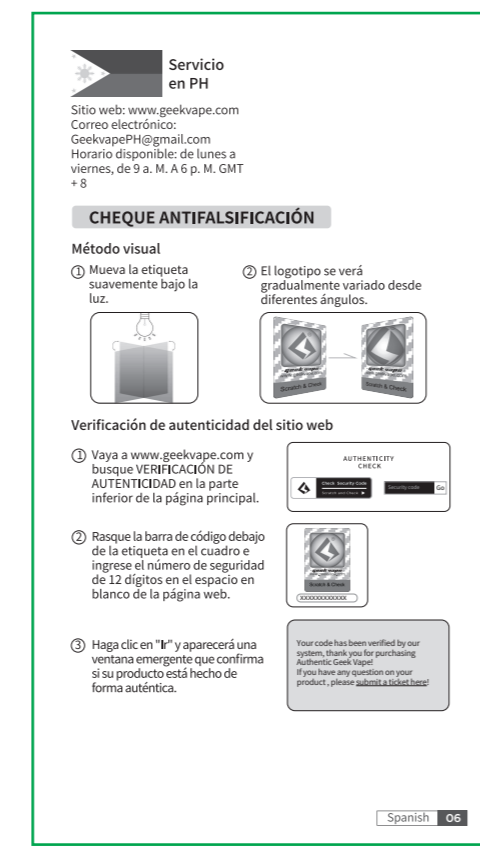 Servicio
en PH
Sitio web: www.geekvape.com
Correo electrónico:
GeekvapePH@gmail.com
Horario disponible: de lunes a
viernes, de 9 a. M. A 6 p. M. GMT
+ 8
CHEQUE ANTIFALSIFICACIÓN
Método visual
① Mueva la etiqueta
suavemente bajo la
luz.
② El logotipo se verá
gradualmente variado desde
diferentes ángulos.
Scratch & Check
Scratch & Check
Verificación de autenticidad del sitio web
① Vaya a www.geekvape.com y
busque VERIFICACIÓN DE
AUTENTICIDAD en la parte
inferior de la página principal.
AUTHENTICITY
CHECK
Check Security Code
Scratch and Check
Security code
Go
② Rasque la barra de código debajo
de la etiqueta en el cuadro e
ingrese el número de seguridad
de 12 dígitos en el espacio en
blanco de la página web.
Scratch & Check
XXXXXXXXXXXX
③ Haga clic en "Ir" y aparecerá una
ventana emergente que confirma
si su producto está hecho de
forma auténtica.
Your code has been verified by our
system, thank you for purchasing
Authentic Geek Vape!
If you have any question on your
product , please submit a ticket here!
Spanish 06